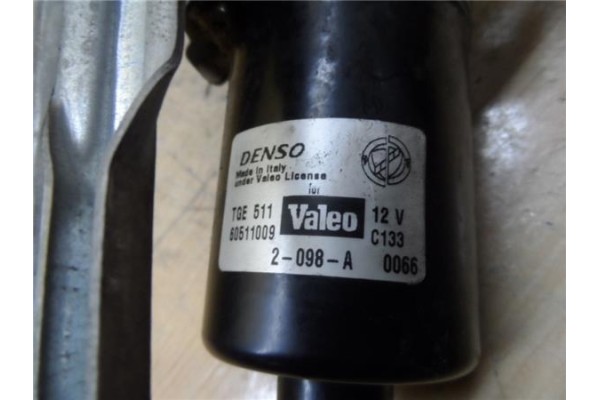 DENSO
Made in Italy
under Valeo License
for
TGE 511 Valeo 12 V
60511009 C133
2-098-A 0066